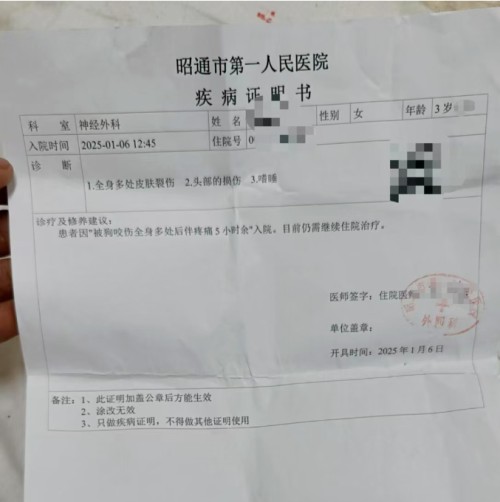 昭通市第一人民医院
疾病证明书
科 室 神经外科 姓 名 性别 女 年龄 3岁
入院时间 2025-01-06 12:45 住院号 0
诊 断
1.全身多处皮肤裂伤 2.头部的损伤 3.嗜睡
诊疗及修养建议:
患者因"被狗咬伤全身多处后伴疼痛5小时余"入院。目前仍需继续住院治疗。
医师签字:住院医
单位盖章:
开具时间:2025年1月6日
备注:1、此证明加盖公章后方能生效
2、涂改无效
3、只做疾病证明,不得做其他证明使用